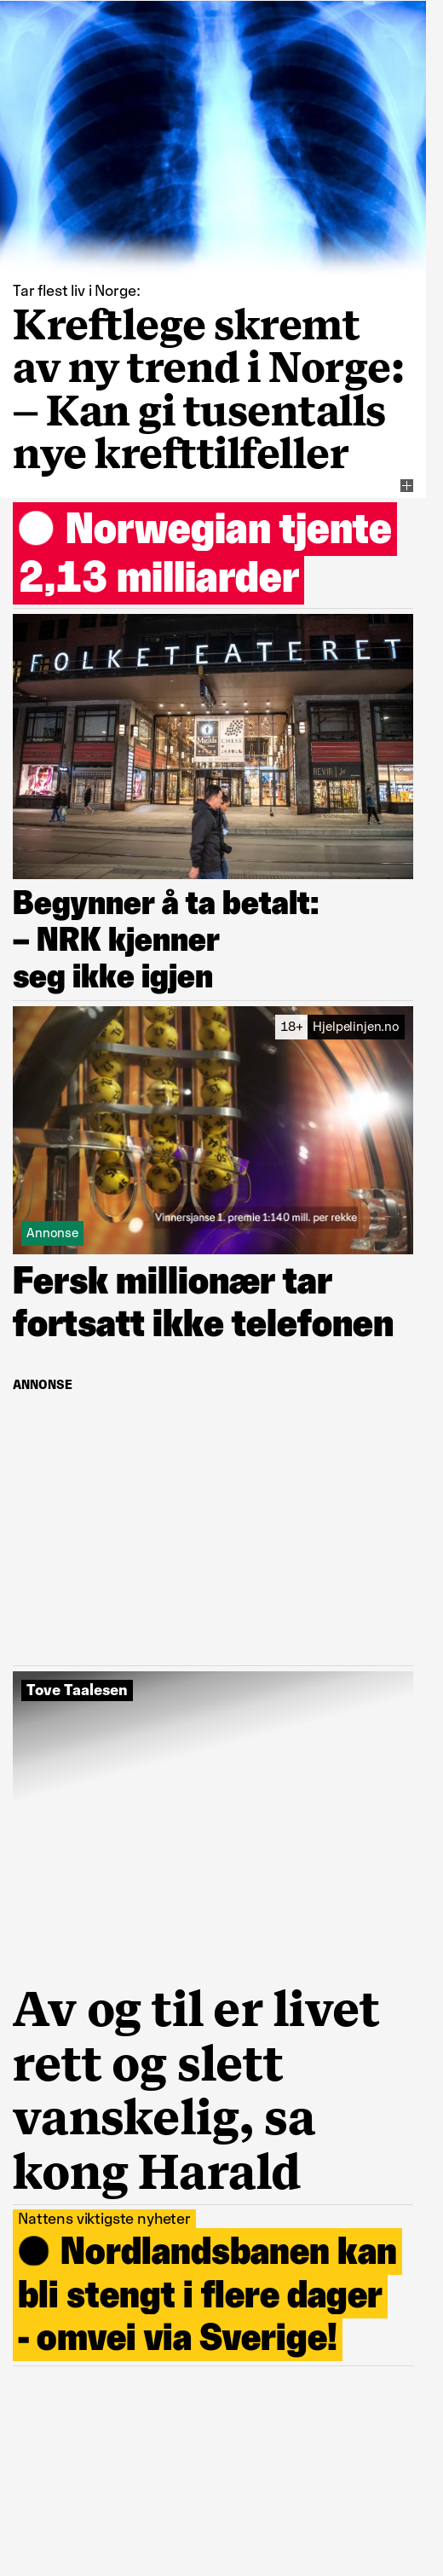 Tar flest liv i Norge:
Kreftlege skremt
av ny trend i Norge:
– Kan gi tusentalls
nye krefttilfeller
Norwegian tjente
2,13 milliarder
FOLKETEATERET
CHESS
Begynner å ta betalt:
– NRK kjenner
seg ikke igjen
18+ Hjelpelinjen.no
Vinnersjanse 1. premie 1:140 mill. per rekke
Annonse
Fersk millionær tar
fortsatt ikke telefonen
ANNONSE
Tove Taalesen
Av og til er livet
rett og slett
vanskelig, sa
kong Harald
Nattens viktigste nyheter
Nordlandsbanen kan
bli stengt i flere dager
- omvei via Sverige!